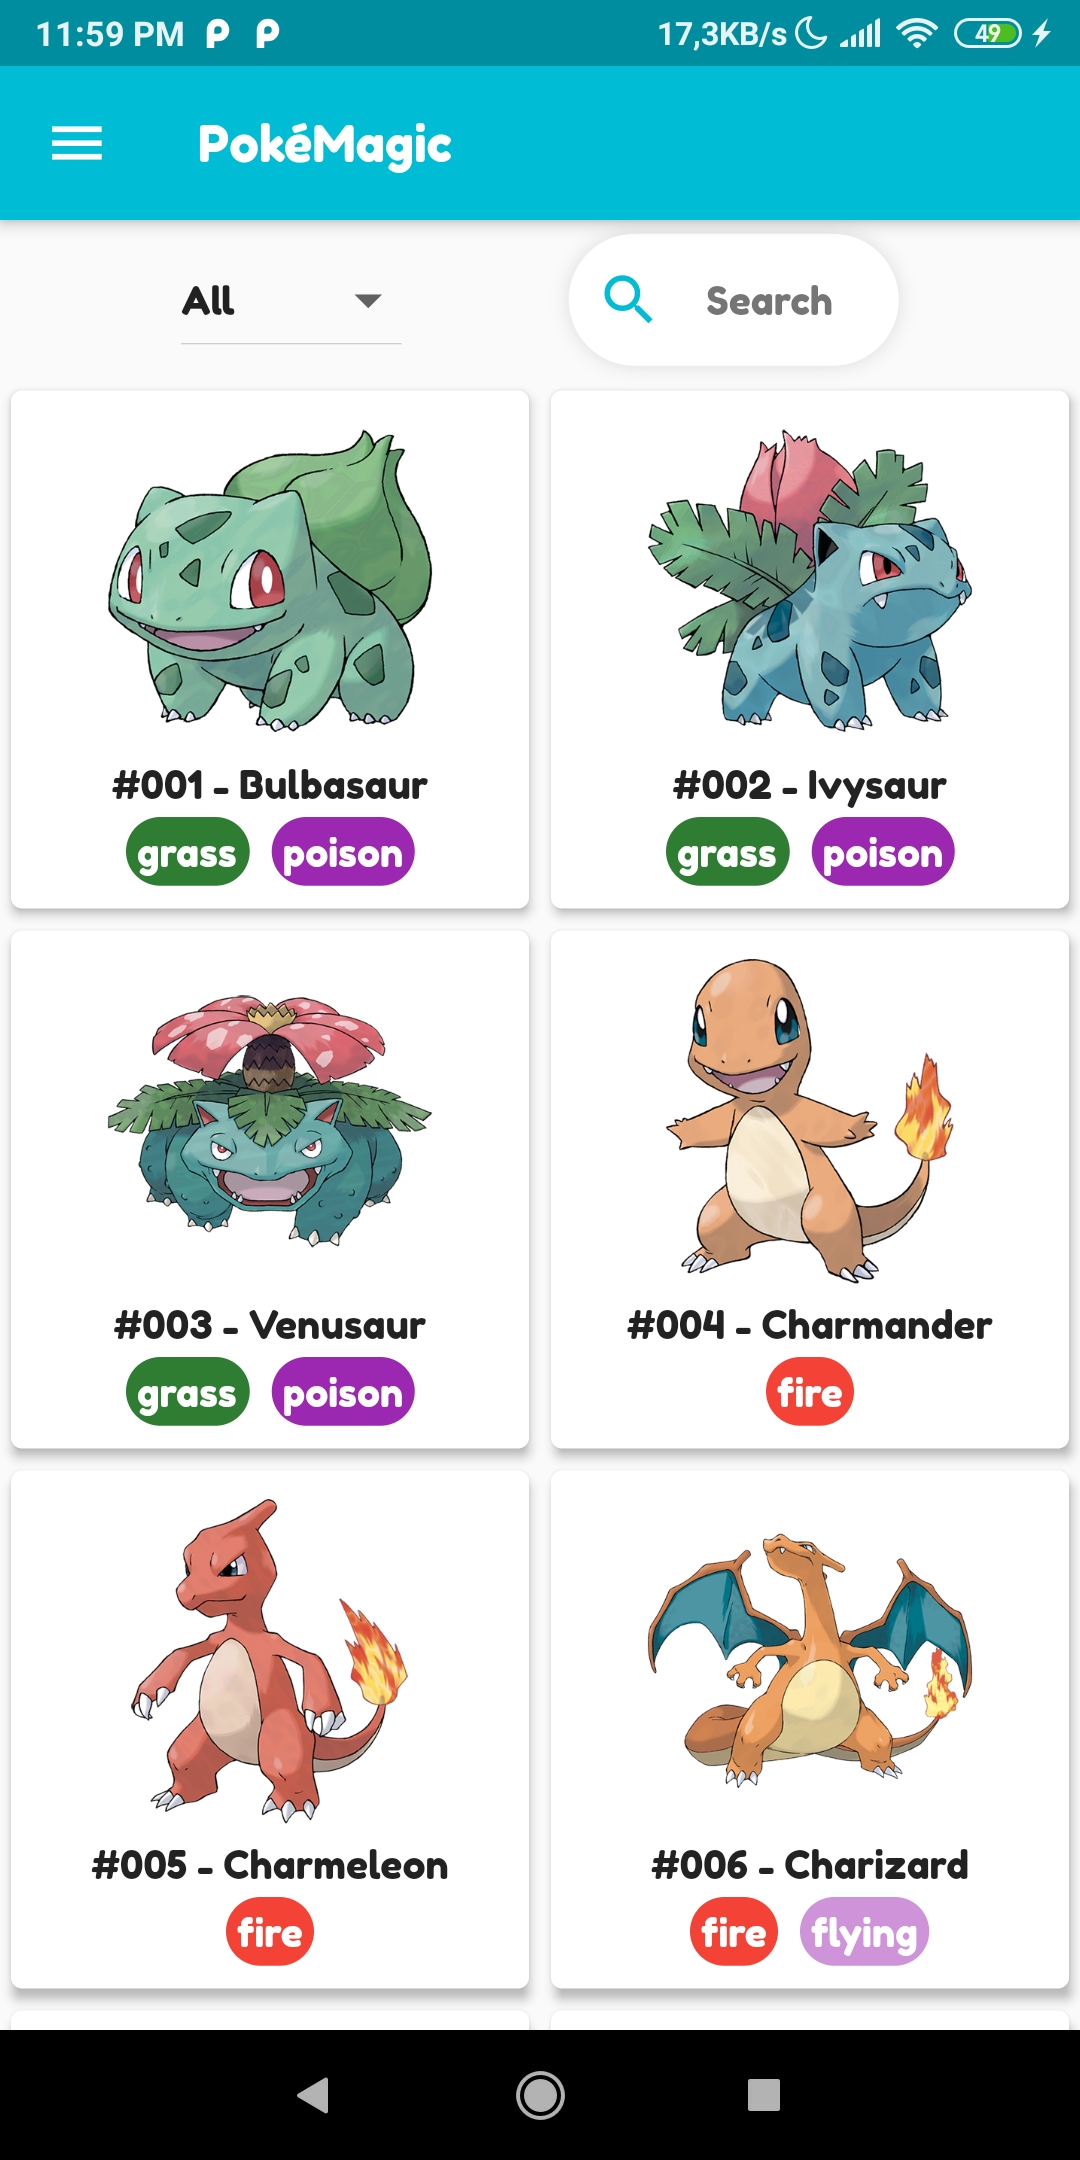 11:59 PM P P 17,3KB/s 49
PokéMagic
All Search
#001 - Bulbasaur
grass poison
#002 - Ivysaur
grass poison
#003 - Venusaur
grass poison
#004 - Charmander
fire
#005 - Charmeleon
fire
#006 - Charizard
fire flying